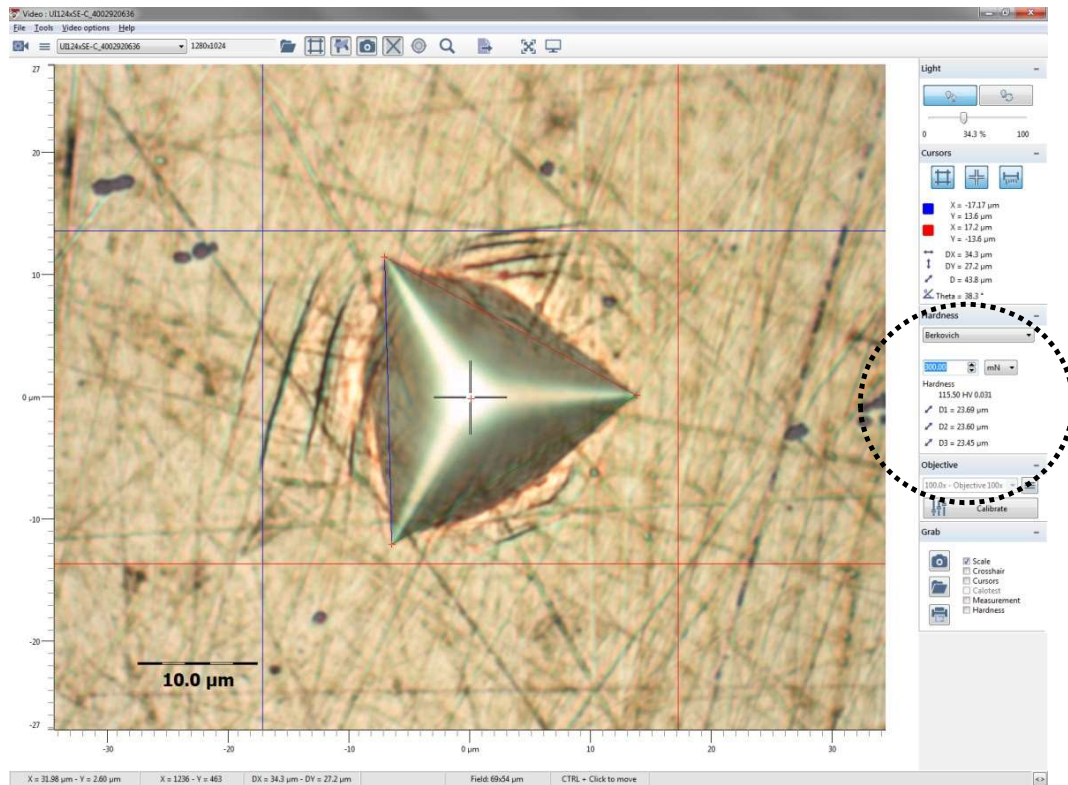 Video : UI124xSE-C_4002920636
File Tools Video options Help
UI124xSE-C_4002920636 1280x1024
Light
0 34.3 % 100
Cursors
X = -17.17 µm
Y = 13.6 µm
X = 17.2 µm
Y = -13.6 µm
DX = 34.3 µm
DY = 27.2 µm
D = 43.8 µm
Theta = 38.3 °
Hardness
Berkovich
300.00 mN
Hardness
115.50 HV 0.031
D1 = 23.69 µm
D2 = 23.60 µm
D3 = 23.45 µm
Objective
100.0x - Objective 100x
Calibrate
Grab
Scale
Crosshair
Cursors
Calotest
Measurement
Hardness
27
20
10
0 µm
-10
-20
-27
10.0 µm
-30 -20 -10 0 µm 10 20 30
X = 31.98 µm - Y = 2.60 µm X = 1236 - Y = 463 DX = 34.3 µm - DY = 27.2 µm Field: 69x54 µm CTRL + Click to move